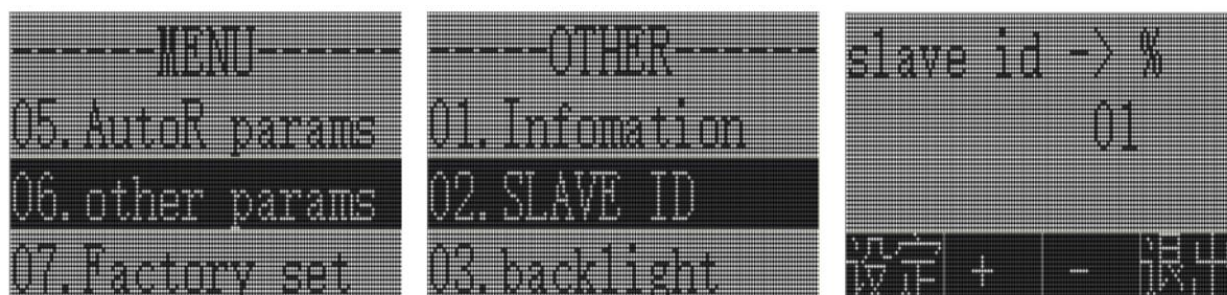 MENU
05.AutoR params
06.other params
07.Factory set
OTHER
01.Infomation
02.SLAVE ID
03.backlight
slave id -> %
01
设定 + - 退出